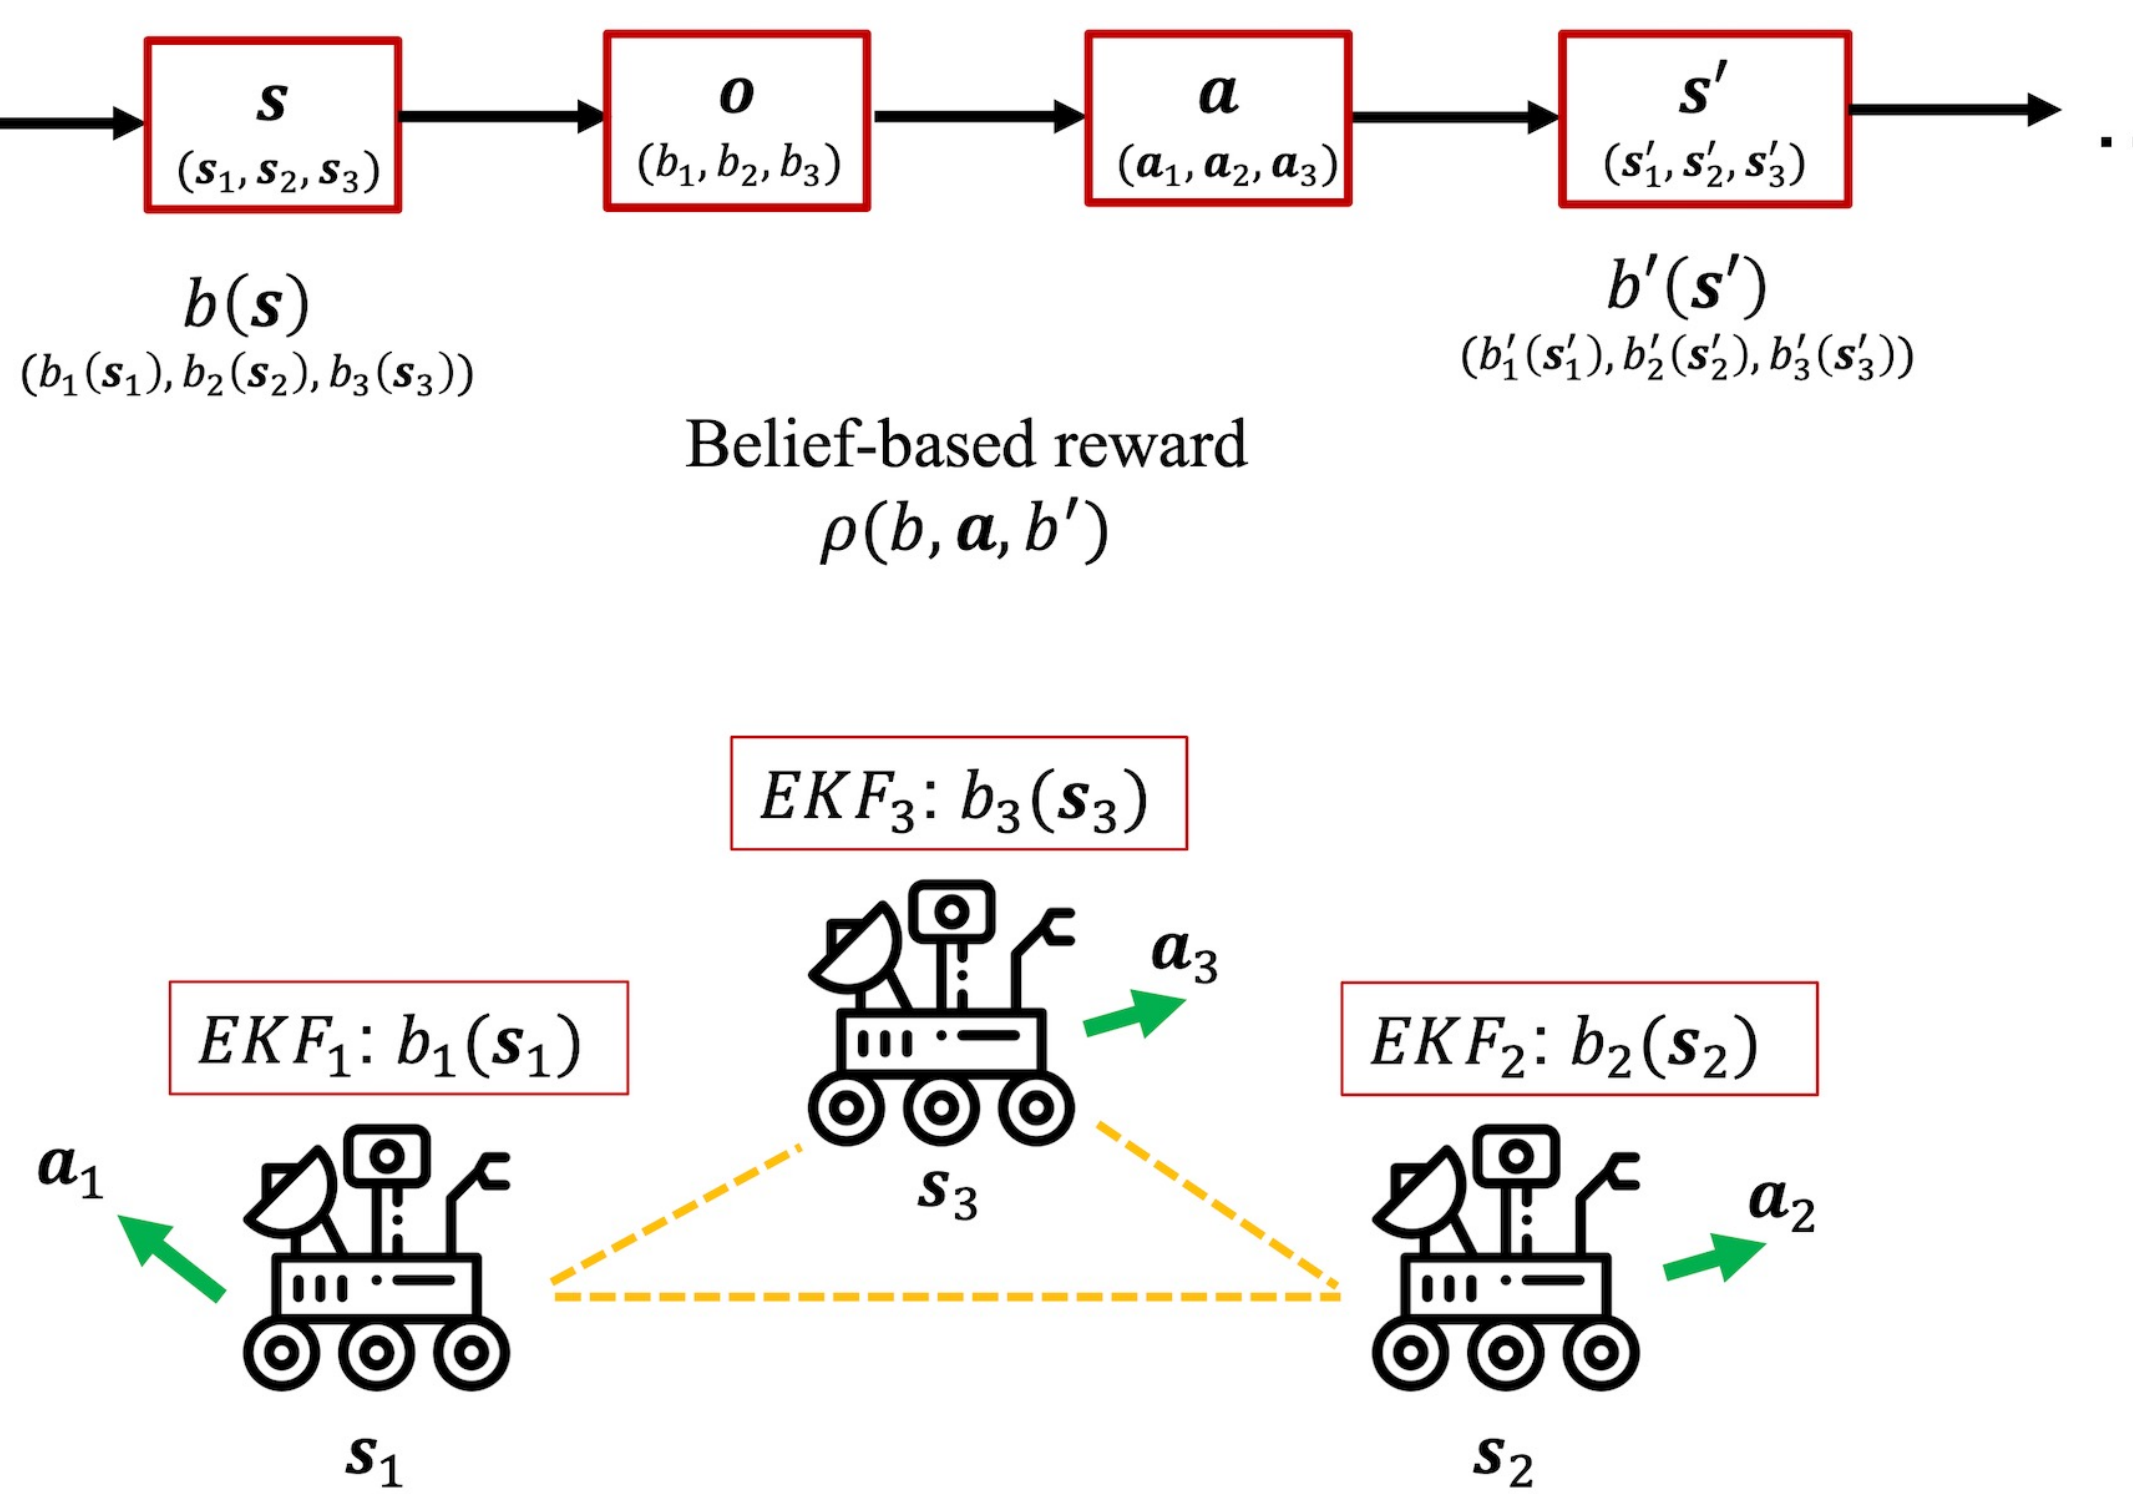 s
(s₁, s₂, s₃)
o
(b₁, b₂, b₃)
a
(a₁, a₂, a₃)
s′
(s′₁, s′₂, s′₃)
..
b(s)
(b₁(s₁), b₂(s₂), b₃(s₃))
b′(s′)
(b′₁(s′₁), b′₂(s′₂), b′₃(s′₃))
Belief-based reward
ρ(b, a, b′)
EKF₃: b₃(s₃)
a₃
s₃
EKF₁: b₁(s₁)
a₁
s₁
EKF₂: b₂(s₂)
a₂
s₂